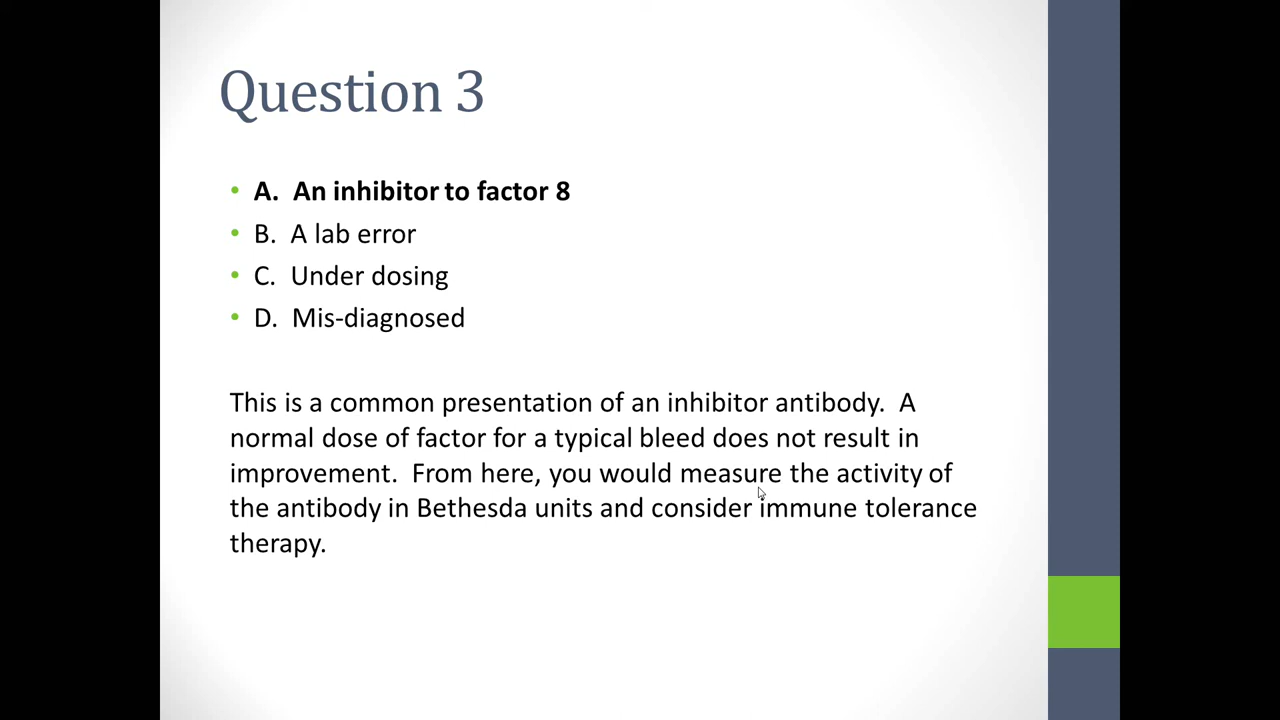 Question 3
• A. An inhibitor to factor 8
• B. A lab error
• C. Under dosing
• D. Mis-diagnosed
This is a common presentation of an inhibitor antibody. A
normal dose of factor for a typical bleed does not result in
improvement. From here, you would measure the activity of
the antibody in Bethesda units and consider immune tolerance
therapy.